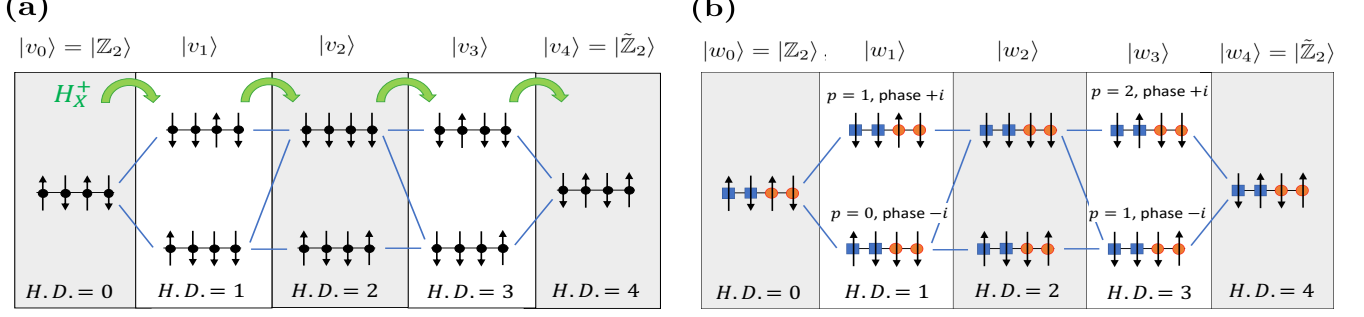 (a)
|v₀⟩ = |ℤ₂⟩ |v₁⟩ |v₂⟩ |v₃⟩ |v₄⟩ = |ℤ̃₂⟩
H_X^+
H.D.= 0 H.D.= 1 H.D.= 2 H.D.= 3 H.D.= 4
(b)
|w₀⟩ = |ℤ₂⟩ |w₁⟩ |w₂⟩ |w₃⟩ |w₄⟩ = |ℤ̃₂⟩
p = 1, phase +i p = 2, phase +i
p = 0, phase −i p = 1, phase −i
H.D.= 0 H.D.= 1 H.D.= 2 H.D.= 3 H.D.= 4